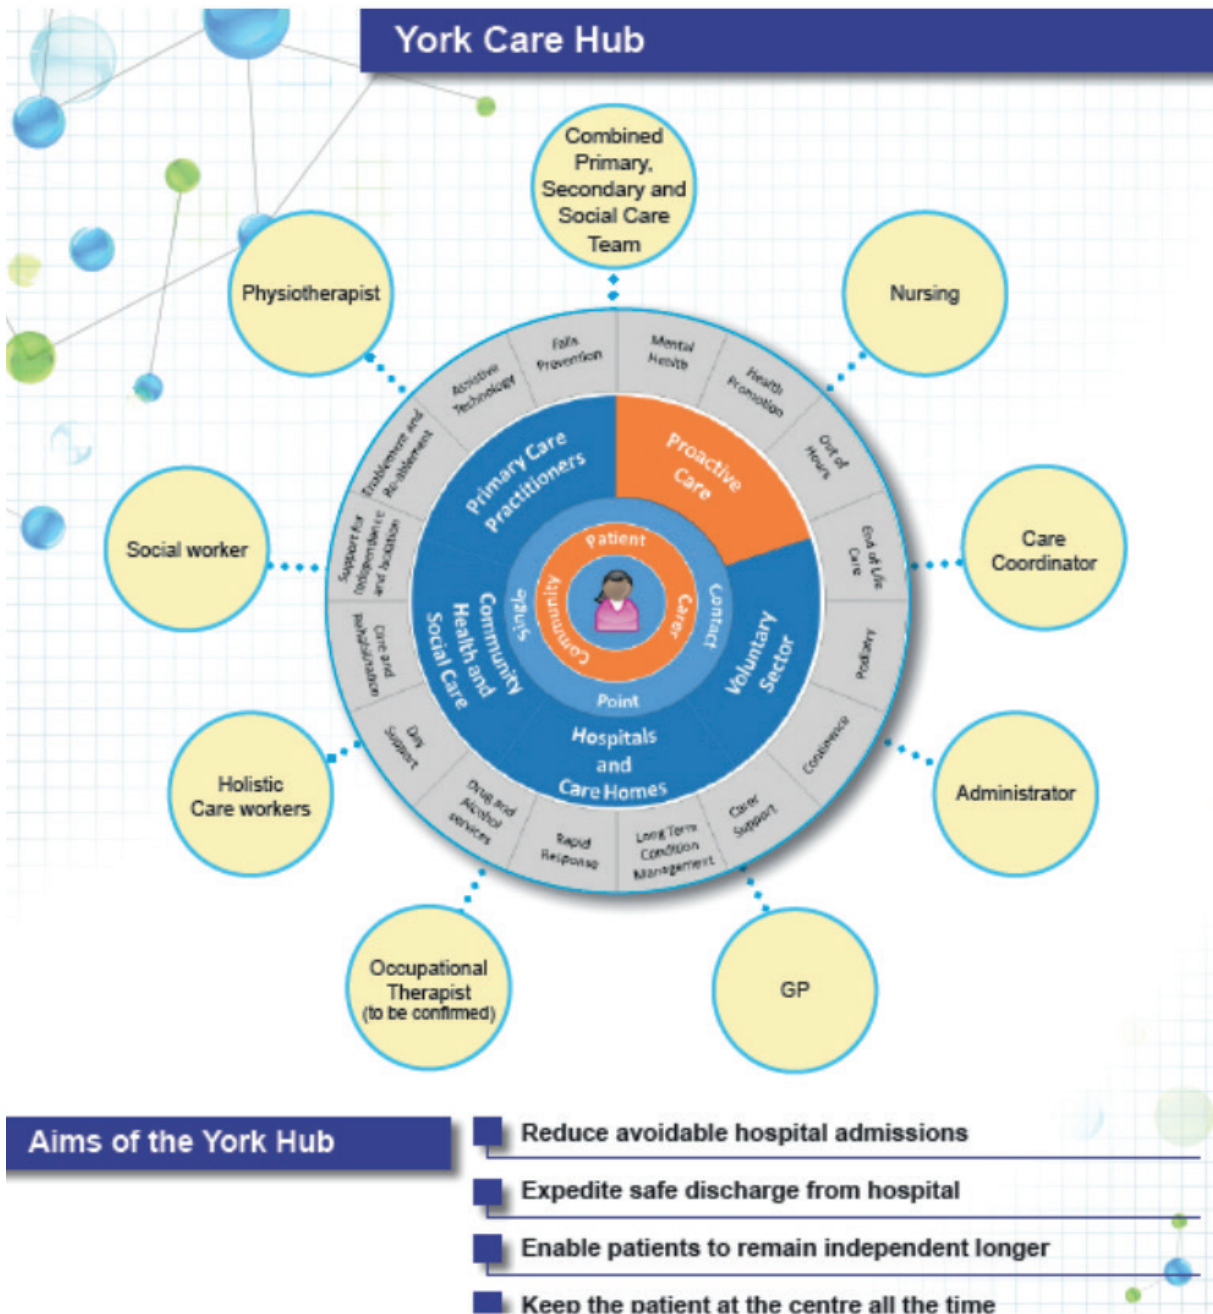 York Care Hub
Combined
Primary,
Secondary and
Social Care
Team
Physiotherapist
Nursing
Social worker
Care
Coordinator
Holistic
Care workers
Administrator
Occupational
Therapist
(to be confirmed)
GP
Falls
Prevention
Mental
Health
Health
Promotion
Out of
Hours
End of Life
Care
Podiatry
Continence
Carer
Support
Long Term
Condition
Management
Rapid
Response
Drug and
Alcohol
services
Day
Support
Care and
Rehabilitation
Support for
Independence
and Isolation
Enablement and
Re-ablement
Assistive
Technology
Primary Care
Practitioners
Proactive
Care
Voluntary
Sector
Hospitals
and
Care Homes
Community
Health and
Social Care
Single
Point
Contact
Patient
Carer
Community
Aims of the York Hub
Reduce avoidable hospital admissions
Expedite safe discharge from hospital
Enable patients to remain independent longer
Keep the patient at the centre all the time